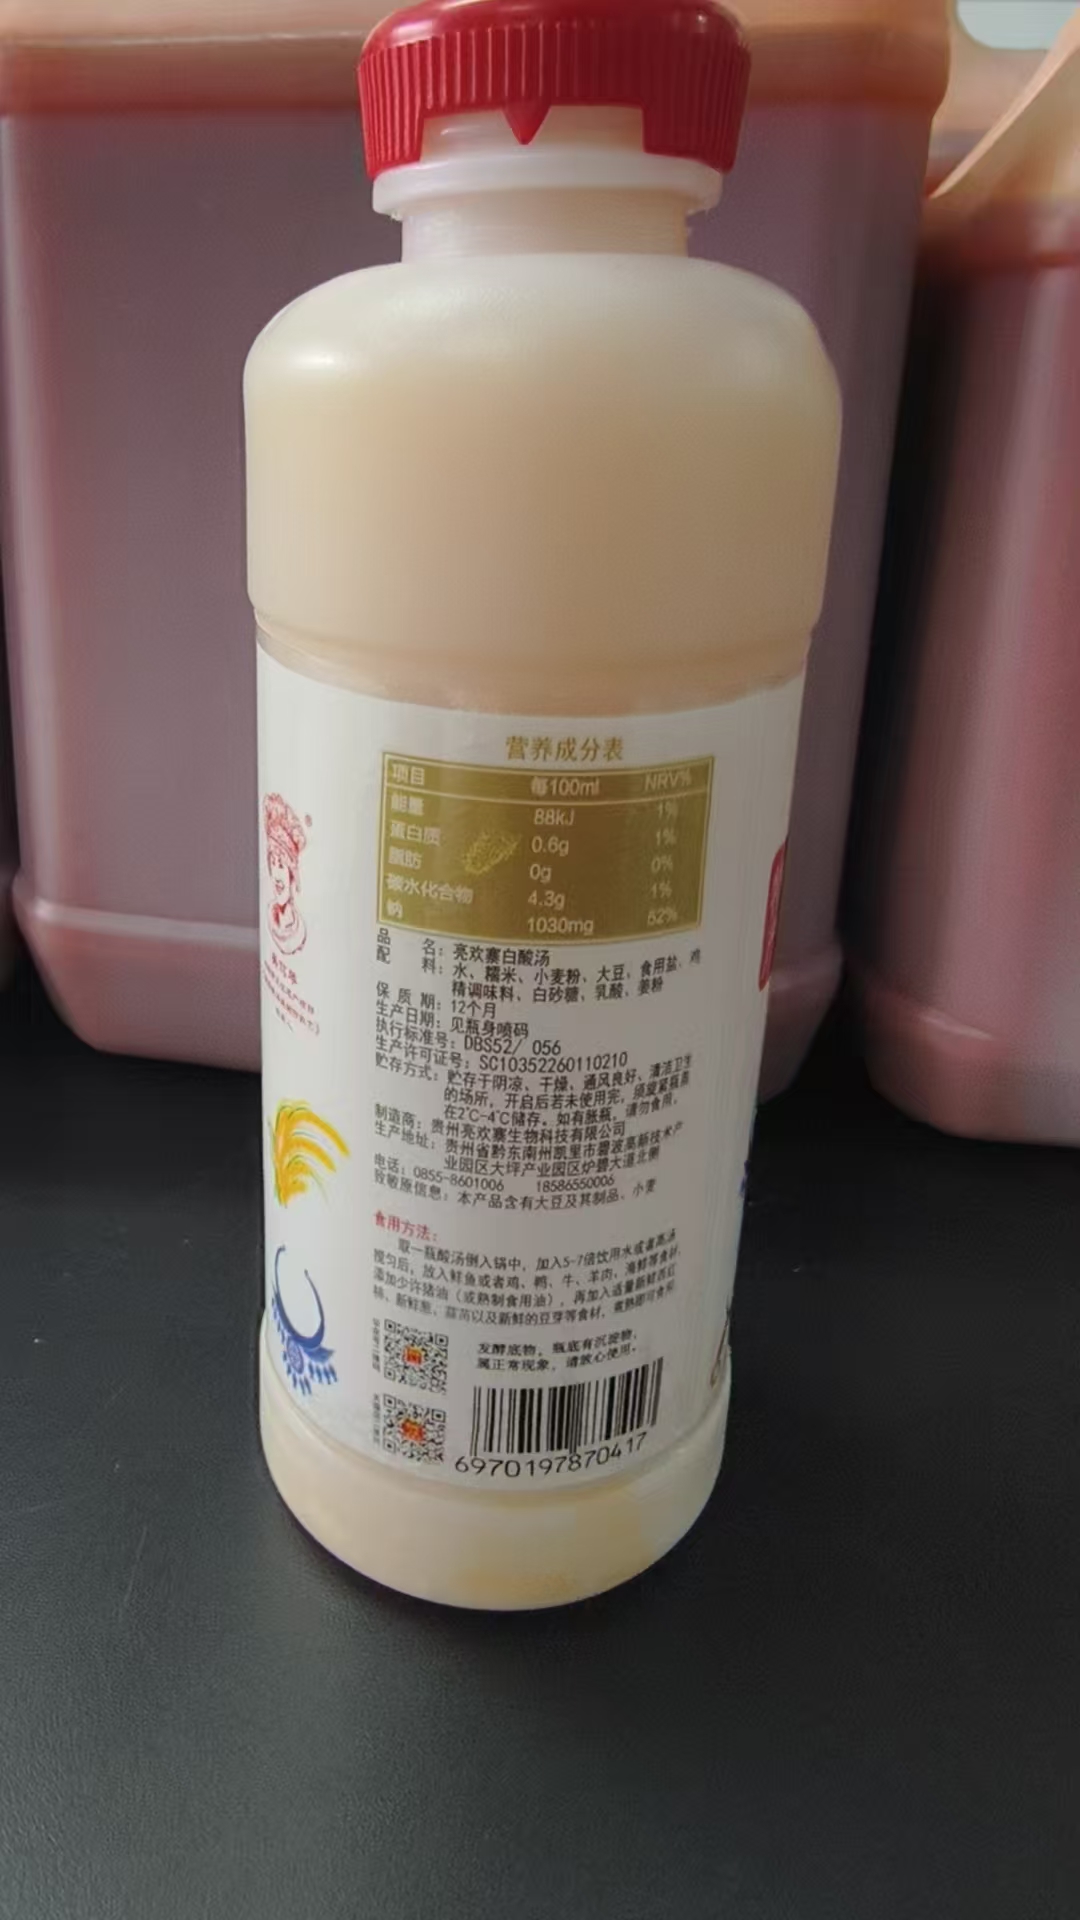 营养成分表
项目 每100ml NRV%
能量 88kJ 1%
蛋白质 0.6g 1%
脂肪 0g 0%
碳水化合物 4.3g 1%
钠 1030mg 52%
品 名：亮欢寨白酸汤
配 料：水、糯米、小麦粉、大豆、食用盐、鸡
精调味料、白砂糖、乳酸、姜粉
保 质 期：12个月
生产日期：见瓶身喷码
执行标准号：DBS52/ 056
生产许可证号：SC10352260110210
贮存方式：贮存于阴凉、干燥、通风良好、清洁卫生
的场所，开启后若未使用完，须旋紧瓶盖
在2℃-4℃储存。如有胀瓶，请勿食用。
制造商：贵州亮欢寨生物科技有限公司
生产地址：贵州省黔东南州凯里市碧波高新技术产
业园区大坪产业园区炉碧大道北侧
电话：0855-8601006 18586550006
致敏原信息：本产品含有大豆及其制品、小麦
食用方法：
取一瓶酸汤倒入锅中，加入5-7倍饮用水或者高汤
搅匀后，放入鲜鱼或者鸡、鸭、牛、羊肉、海鲜等食材，
添加少许猪油（或熟制食用油），再加入适量新鲜西红
柿、新鲜葱、蒜苗以及新鲜的豆芽等食材，煮熟即可食用。
发酵底物，瓶底有沉淀物，
属正常现象，请放心使用。
6970197870417